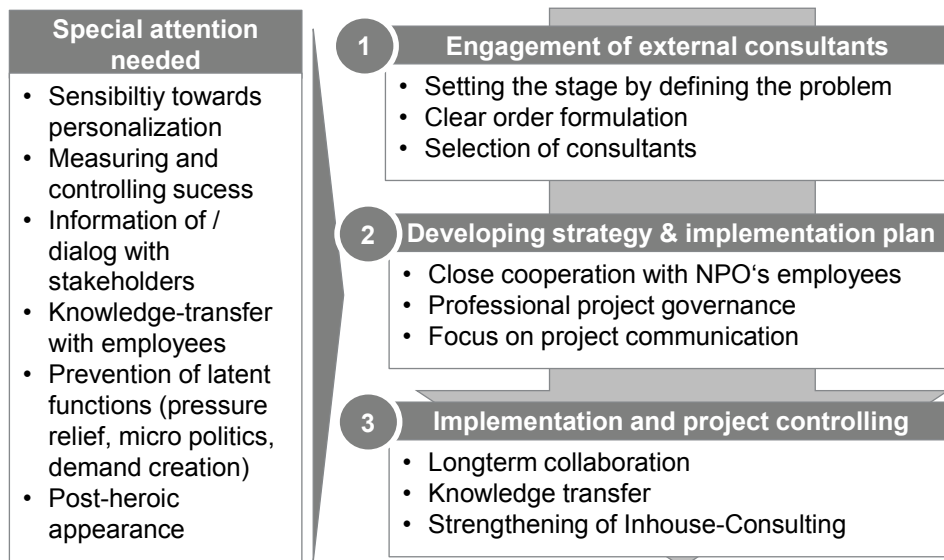 Special attention
needed
• Sensibiltiy towards
personalization
• Measuring and
controlling sucess
• Information of /
dialog with
stakeholders
• Knowledge-transfer
with employees
• Prevention of latent
functions (pressure
relief, micro politics,
demand creation)
• Post-heroic
appearance
1 Engagement of external consultants
• Setting the stage by defining the problem
• Clear order formulation
• Selection of consultants
2 Developing strategy & implementation plan
• Close cooperation with NPO‘s employees
• Professional project governance
• Focus on project communication
3 Implementation and project controlling
• Longterm collaboration
• Knowledge transfer
• Strengthening of Inhouse-Consulting